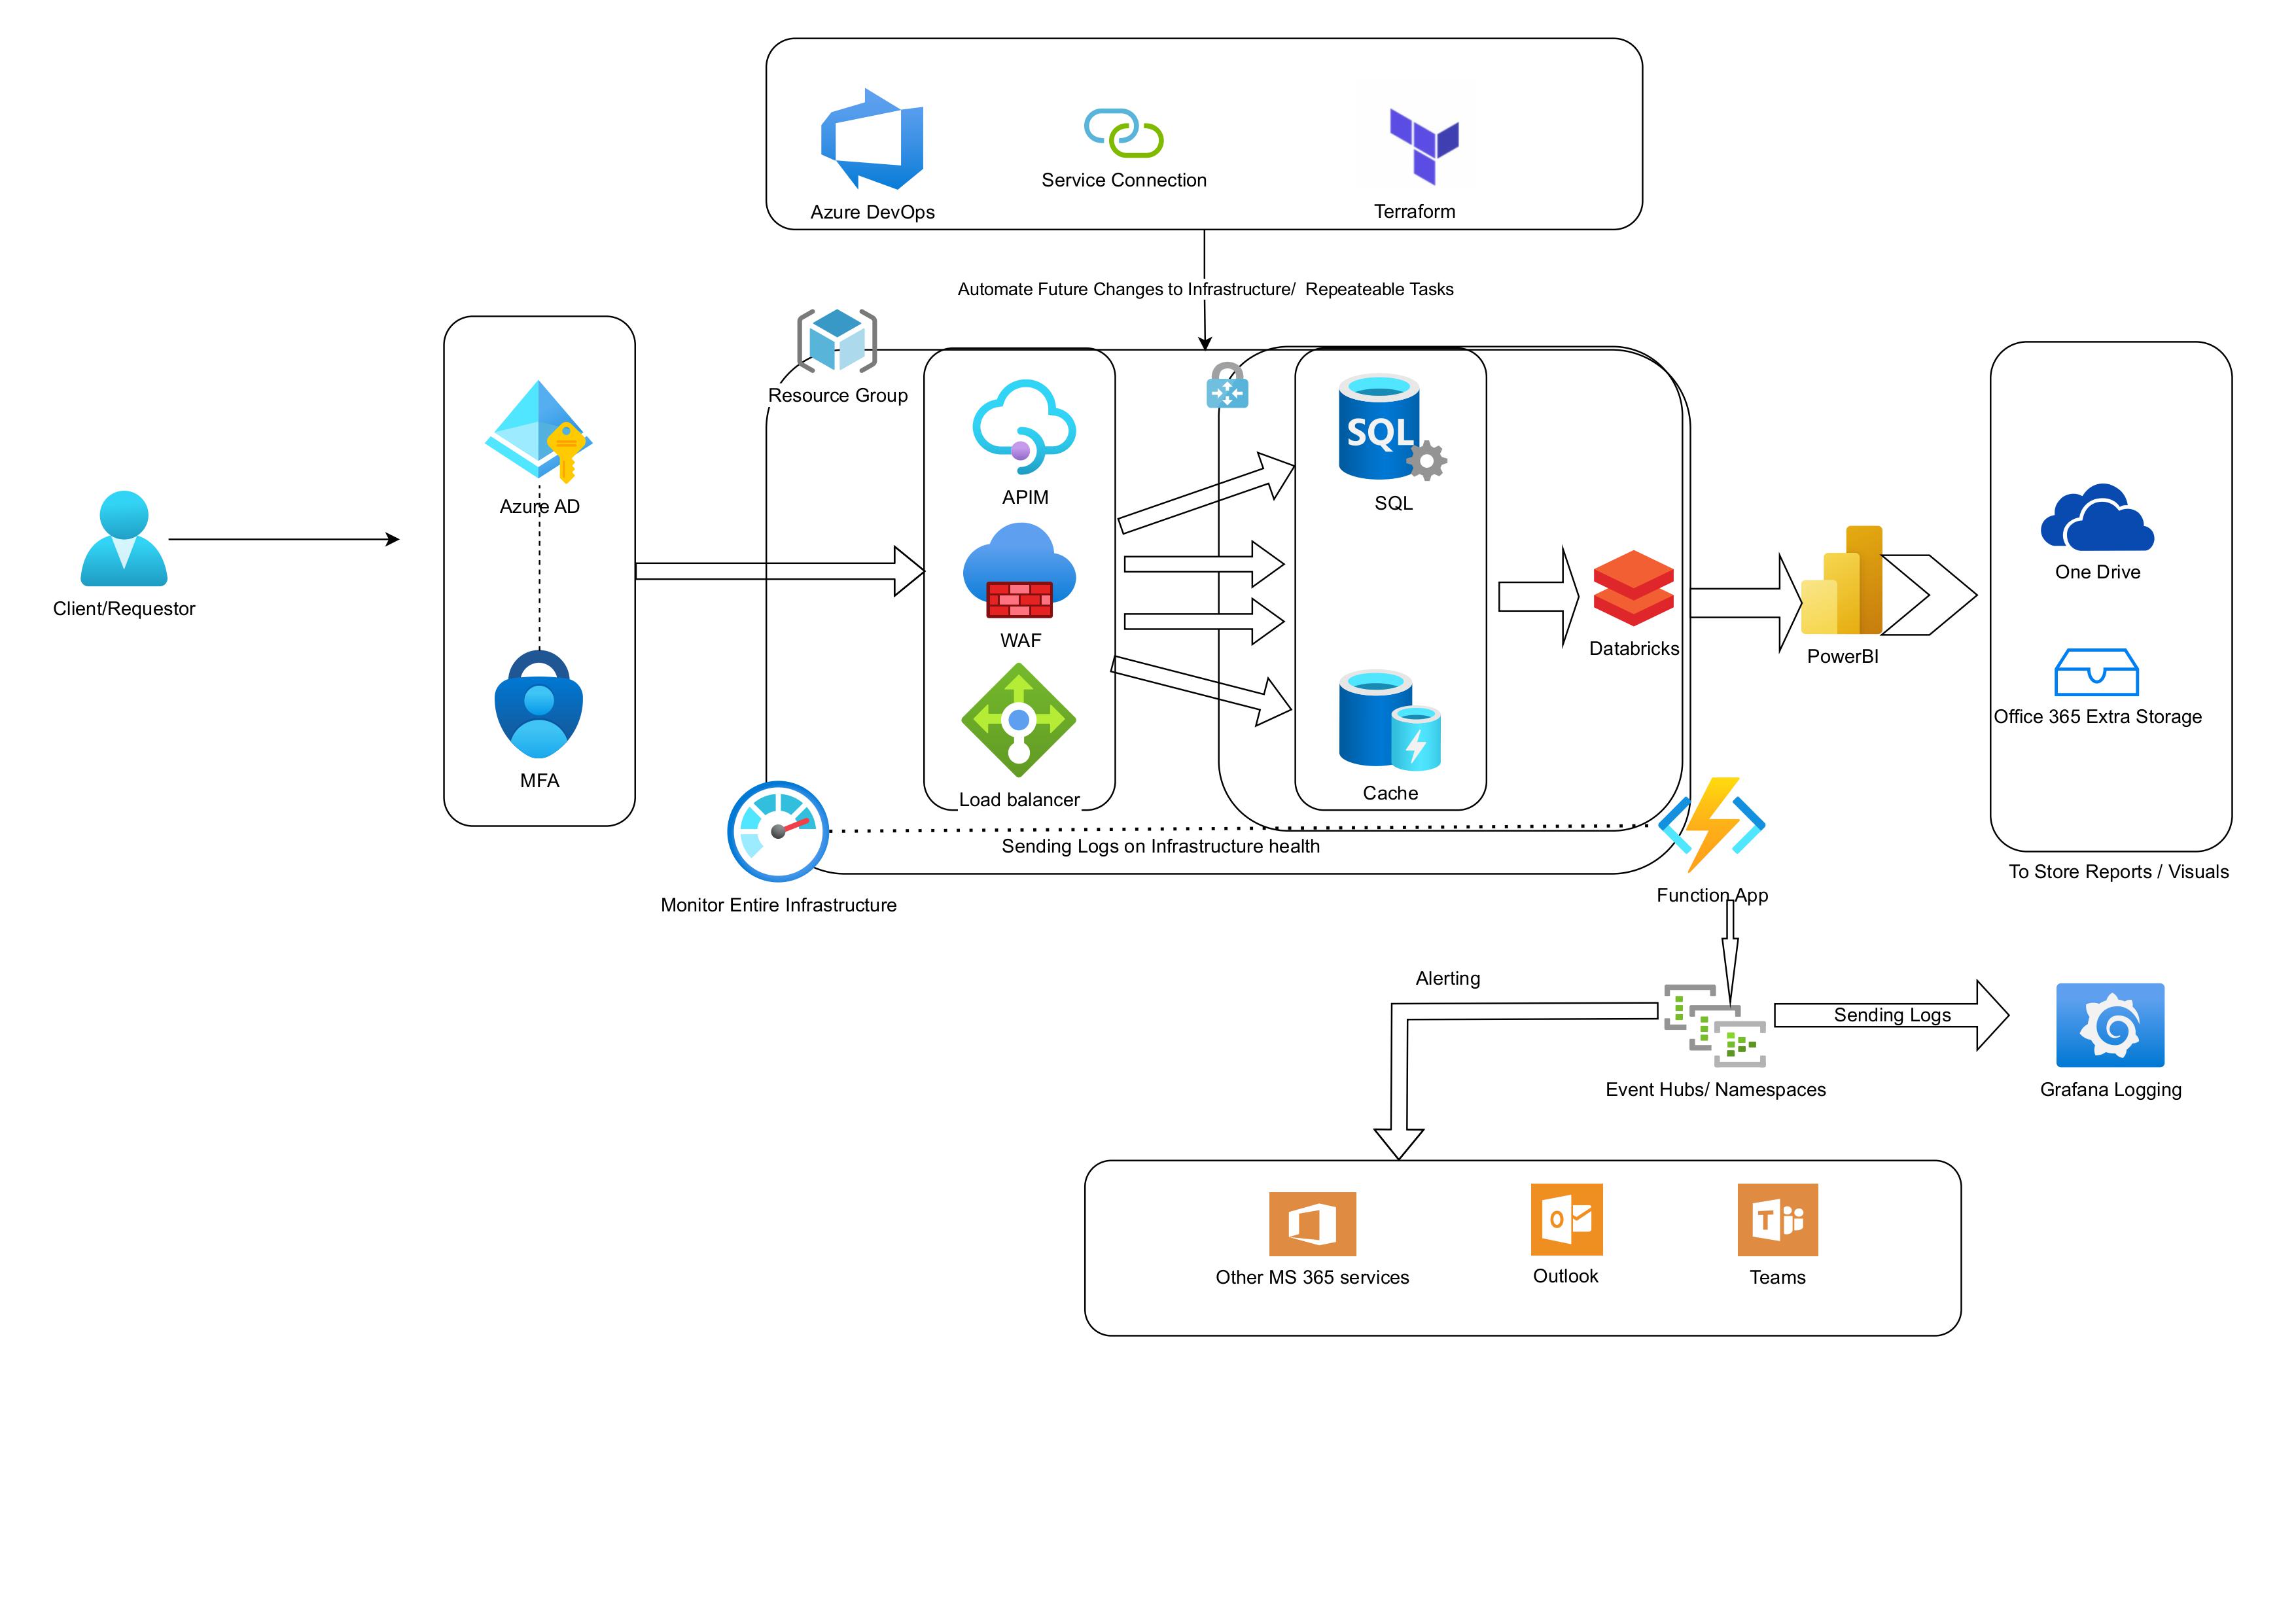 Azure DevOps
Service Connection
Terraform
Automate Future Changes to Infrastructure/ Repeateable Tasks
Resource Group
Client/Requestor
Azure AD
MFA
APIM
WAF
Load balancer
SQL
SQL
Cache
Databricks
PowerBI
One Drive
Office 365 Extra Storage
To Store Reports / Visuals
Sending Logs on Infrastructure health
Monitor Entire Infrastructure
Function App
Alerting
Sending Logs
Event Hubs/ Namespaces
Grafana Logging
O
T
Other MS 365 services
Outlook
Teams